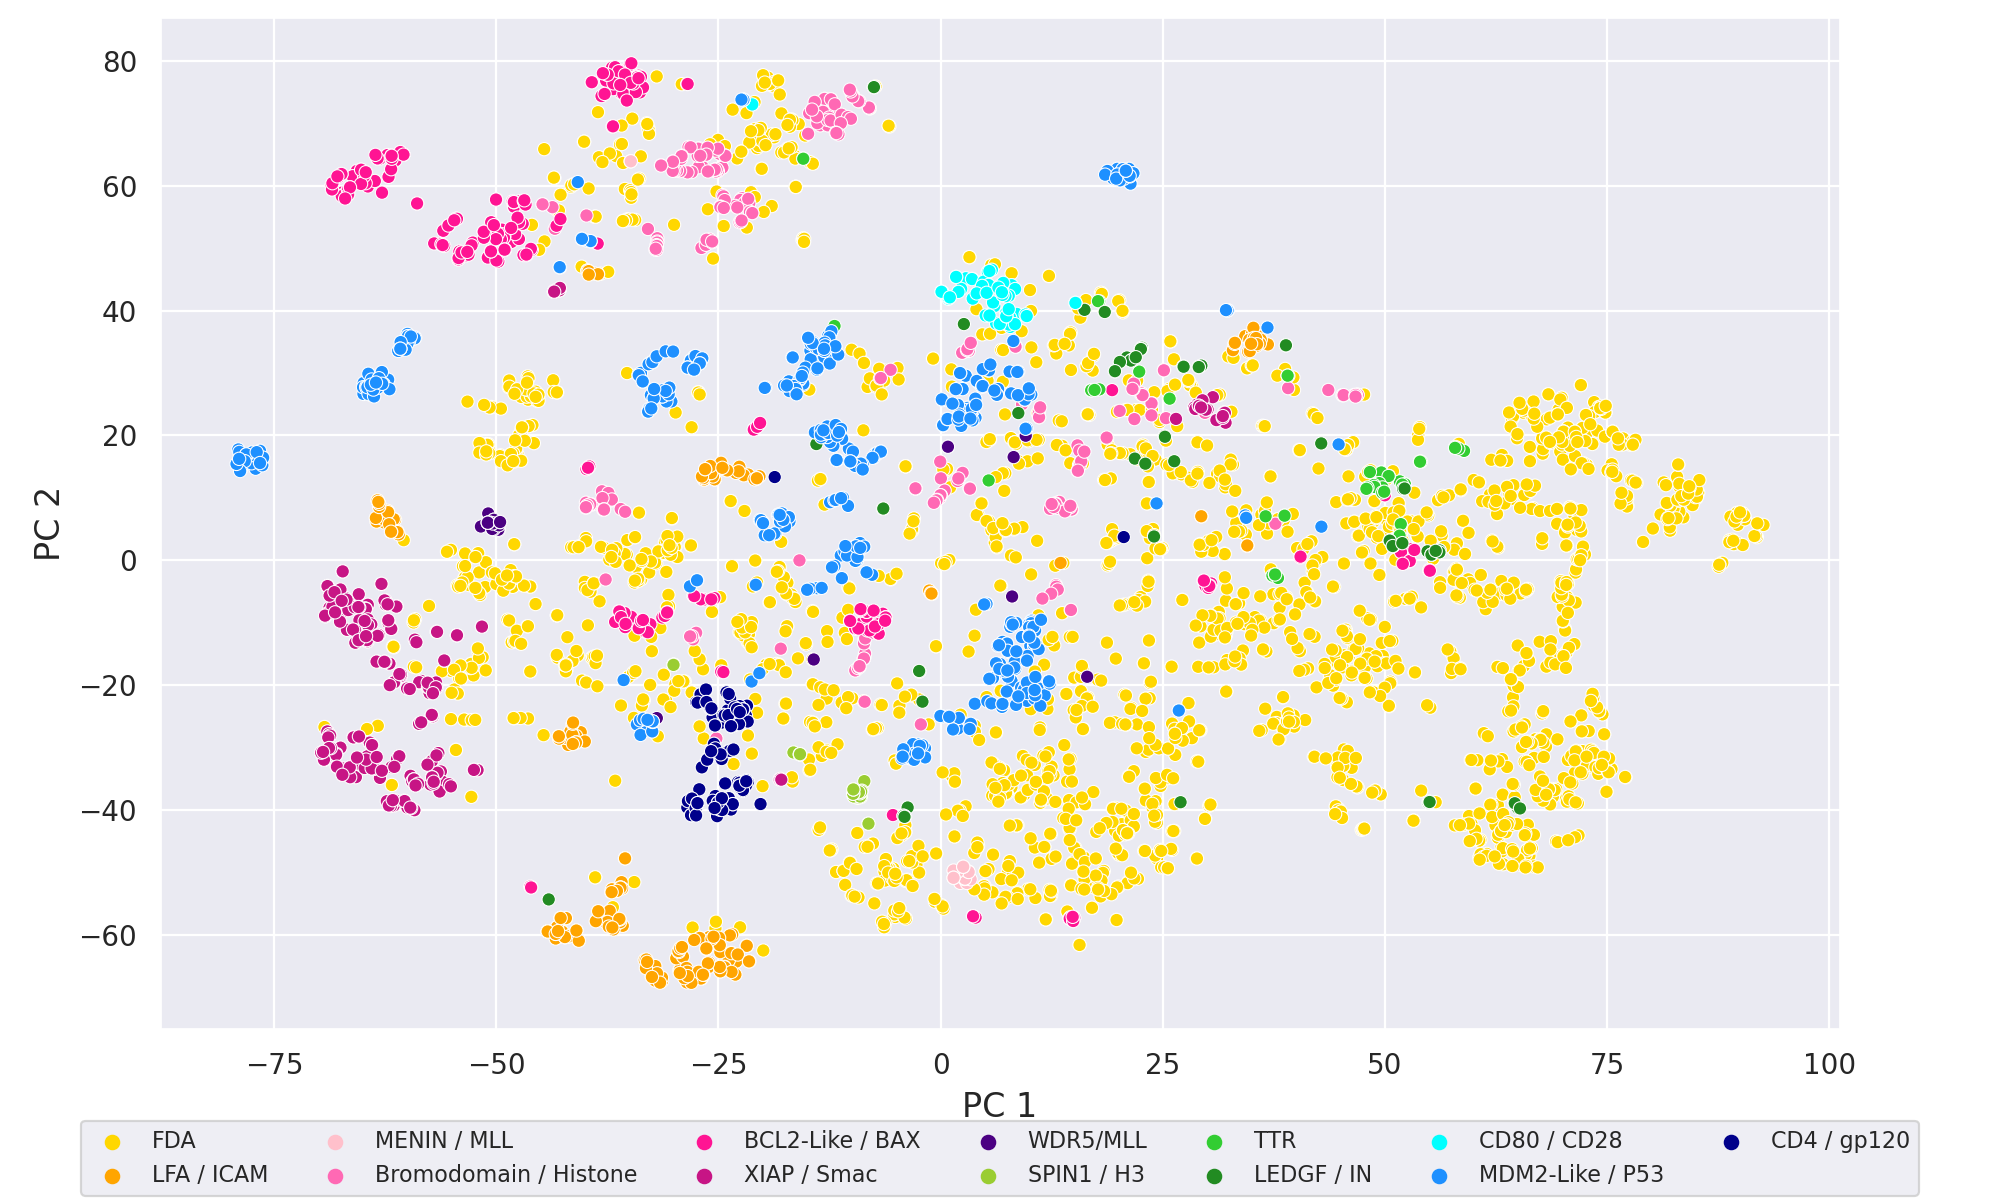 80
60
40
20
0
−20
−40
−60
PC 2
−75 −50 −25 0 25 50 75 100
PC 1
FDA MENIN / MLL BCL2-Like / BAX WDR5/MLL TTR CD80 / CD28 CD4 / gp120
LFA / ICAM Bromodomain / Histone XIAP / Smac SPIN1 / H3 LEDGF / IN MDM2-Like / P53